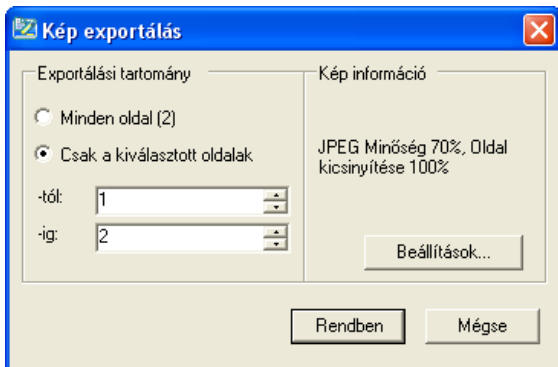 Kép exportálás
Exportálási tartomány
Minden oldal (2)
Csak a kiválasztott oldalak
-tól: 1
-ig: 2
Kép információ
JPEG Minőség 70%, Oldal
kicsinyítése 100%
Beállítások...
Rendben
Mégse